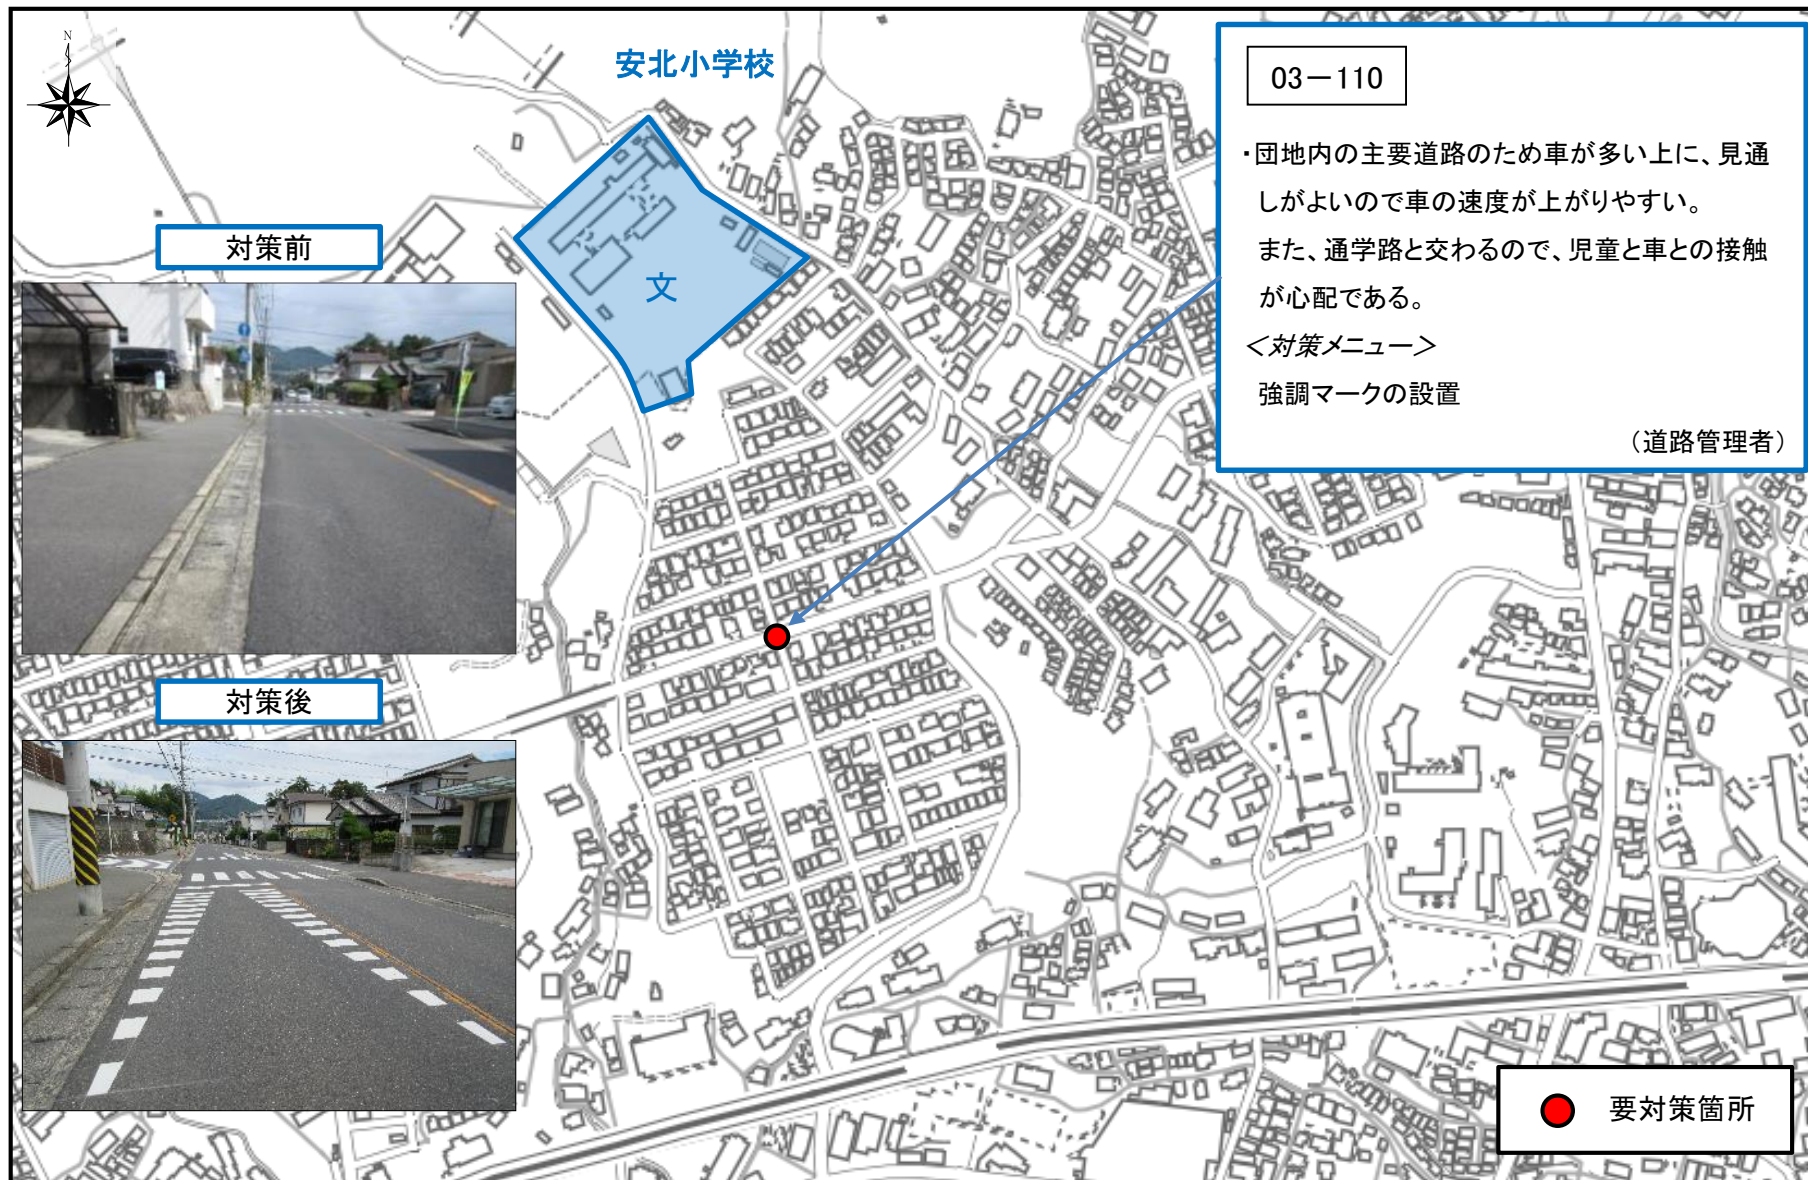 N
安北小学校
文
対策前
対策後
03－110
・団地内の主要道路のため車が多い上に、見通
しがよいので車の速度が上がりやすい。
また、通学路と交わるので、児童と車との接触
が心配である。
＜対策メニュー＞
強調マークの設置
（道路管理者）
要対策箇所